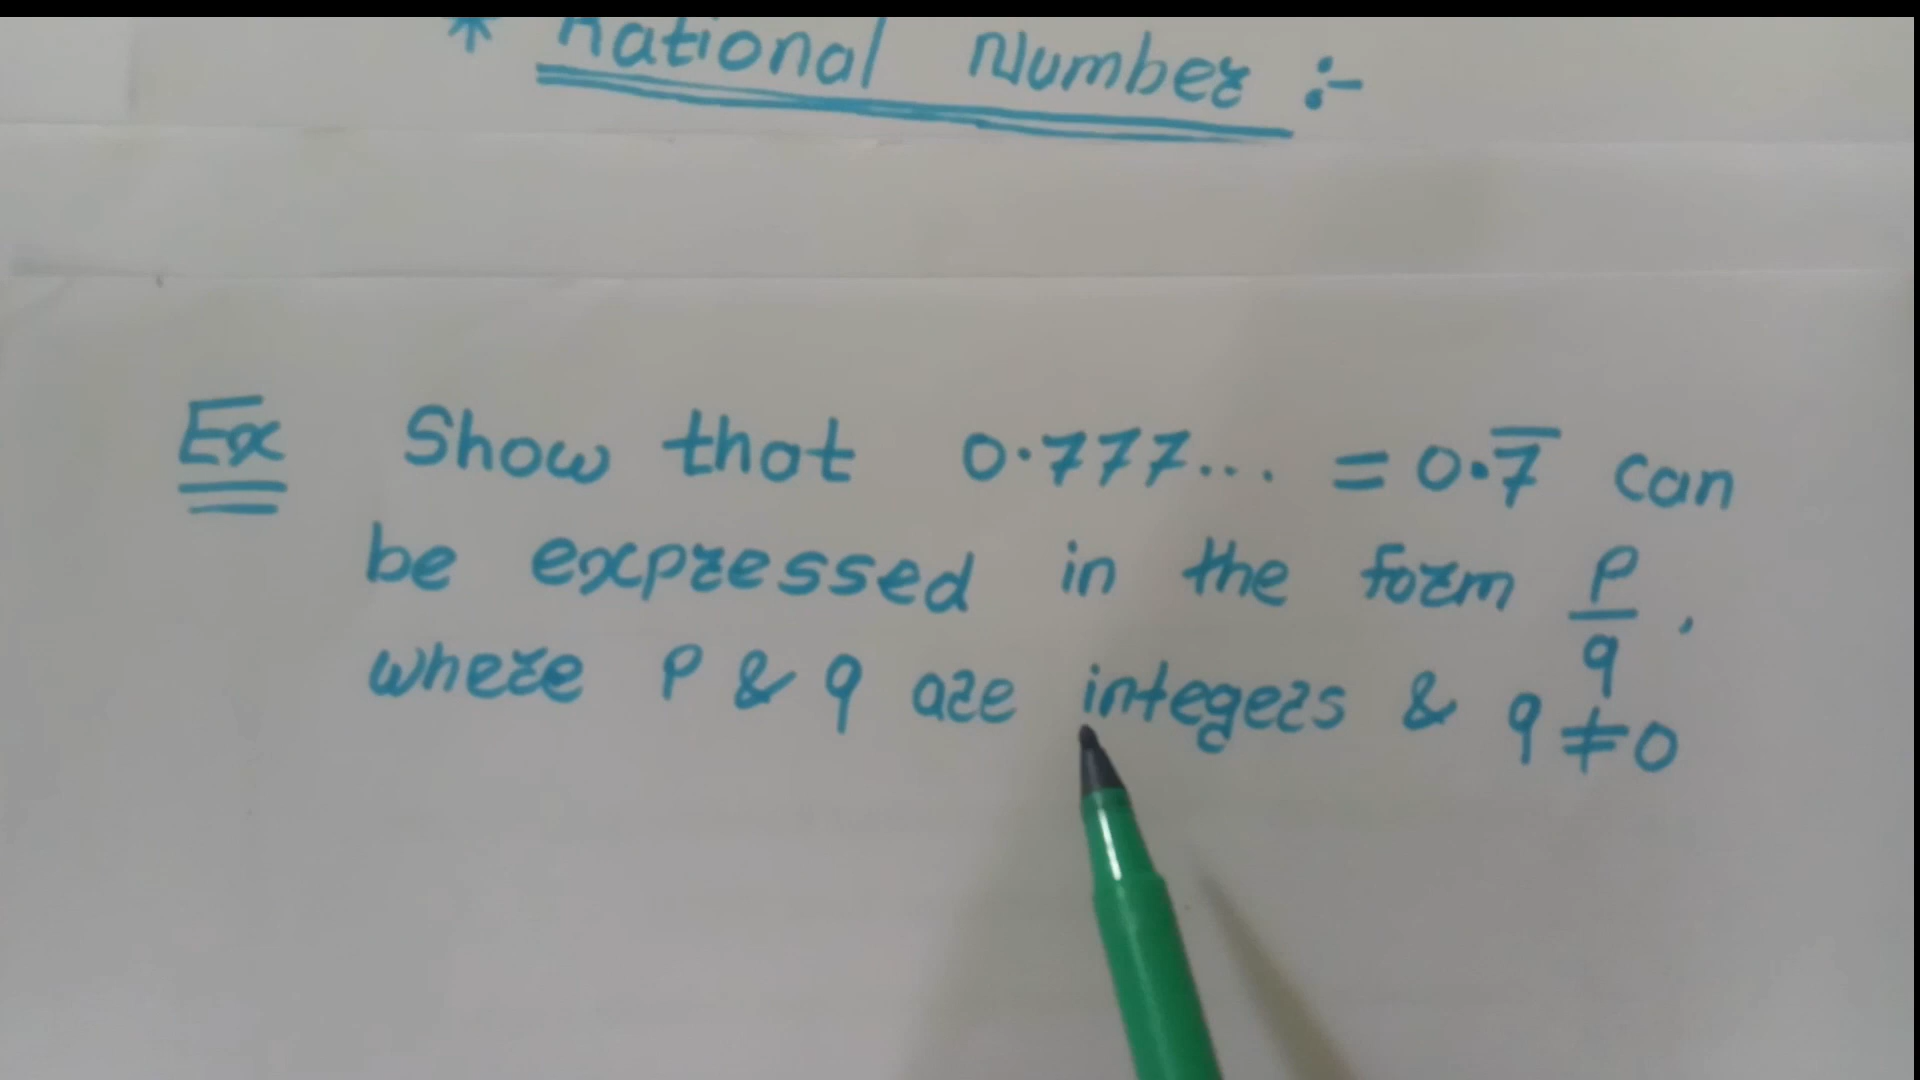 * Rational Number :-
Ex Show that 0.777... = 0.7̅ can
be expressed in the form p/q,
where p & q are integers & q ≠ 0